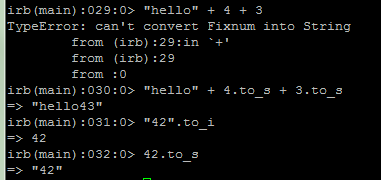 irb(main):029:0> "hello" + 4 + 3
TypeError: can't convert Fixnum into String
        from (irb):29:in `+'
        from (irb):29
        from :0
irb(main):030:0> "hello" + 4.to_s + 3.to_s
=> "hello43"
irb(main):031:0> "42".to_i
=> 42
irb(main):032:0> 42.to_s
=> "42"